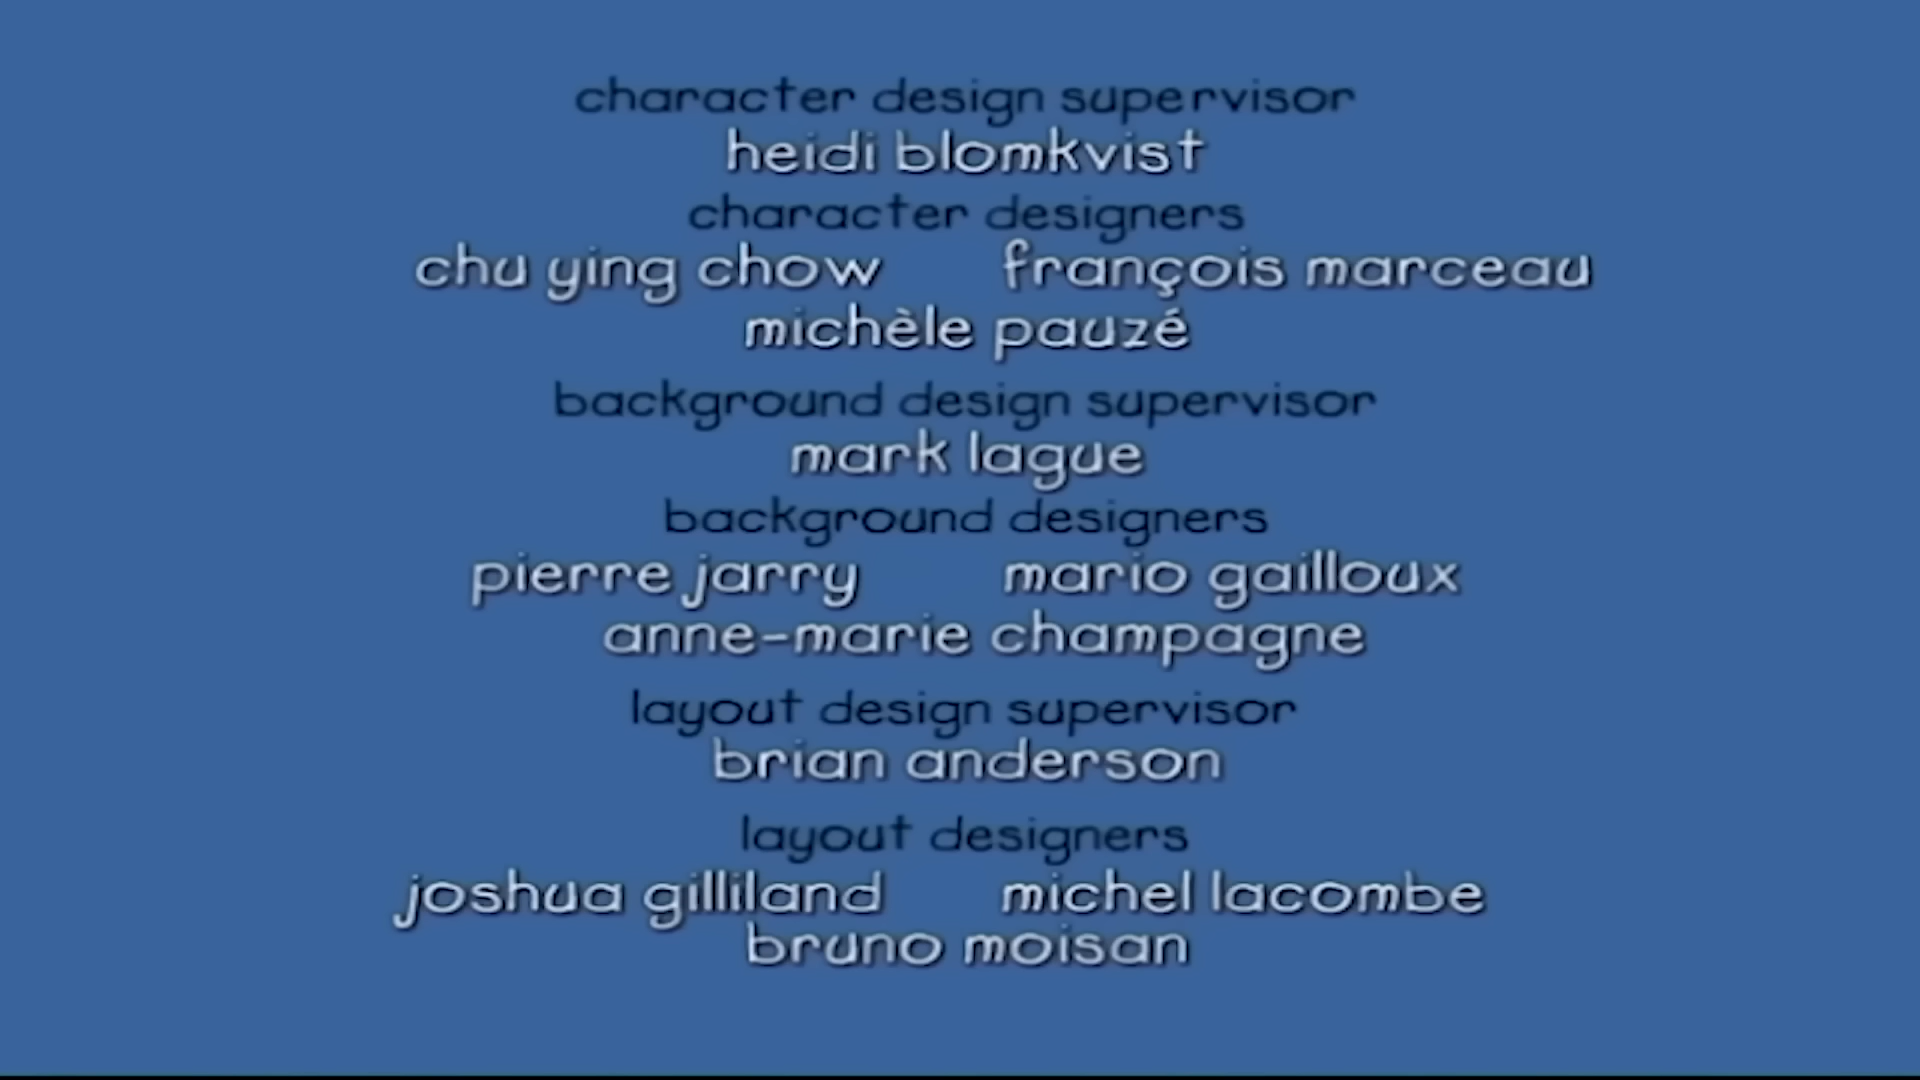 character design supervisor
heidi blomkvist
character designers
chu ying chow françois marceau
michèle pauzé
background design supervisor
mark lague
background designers
pierre jarry mario gailloux
anne-marie champagne
layout design supervisor
brian anderson
layout designers
joshua gilliland michel lacombe
bruno moisan